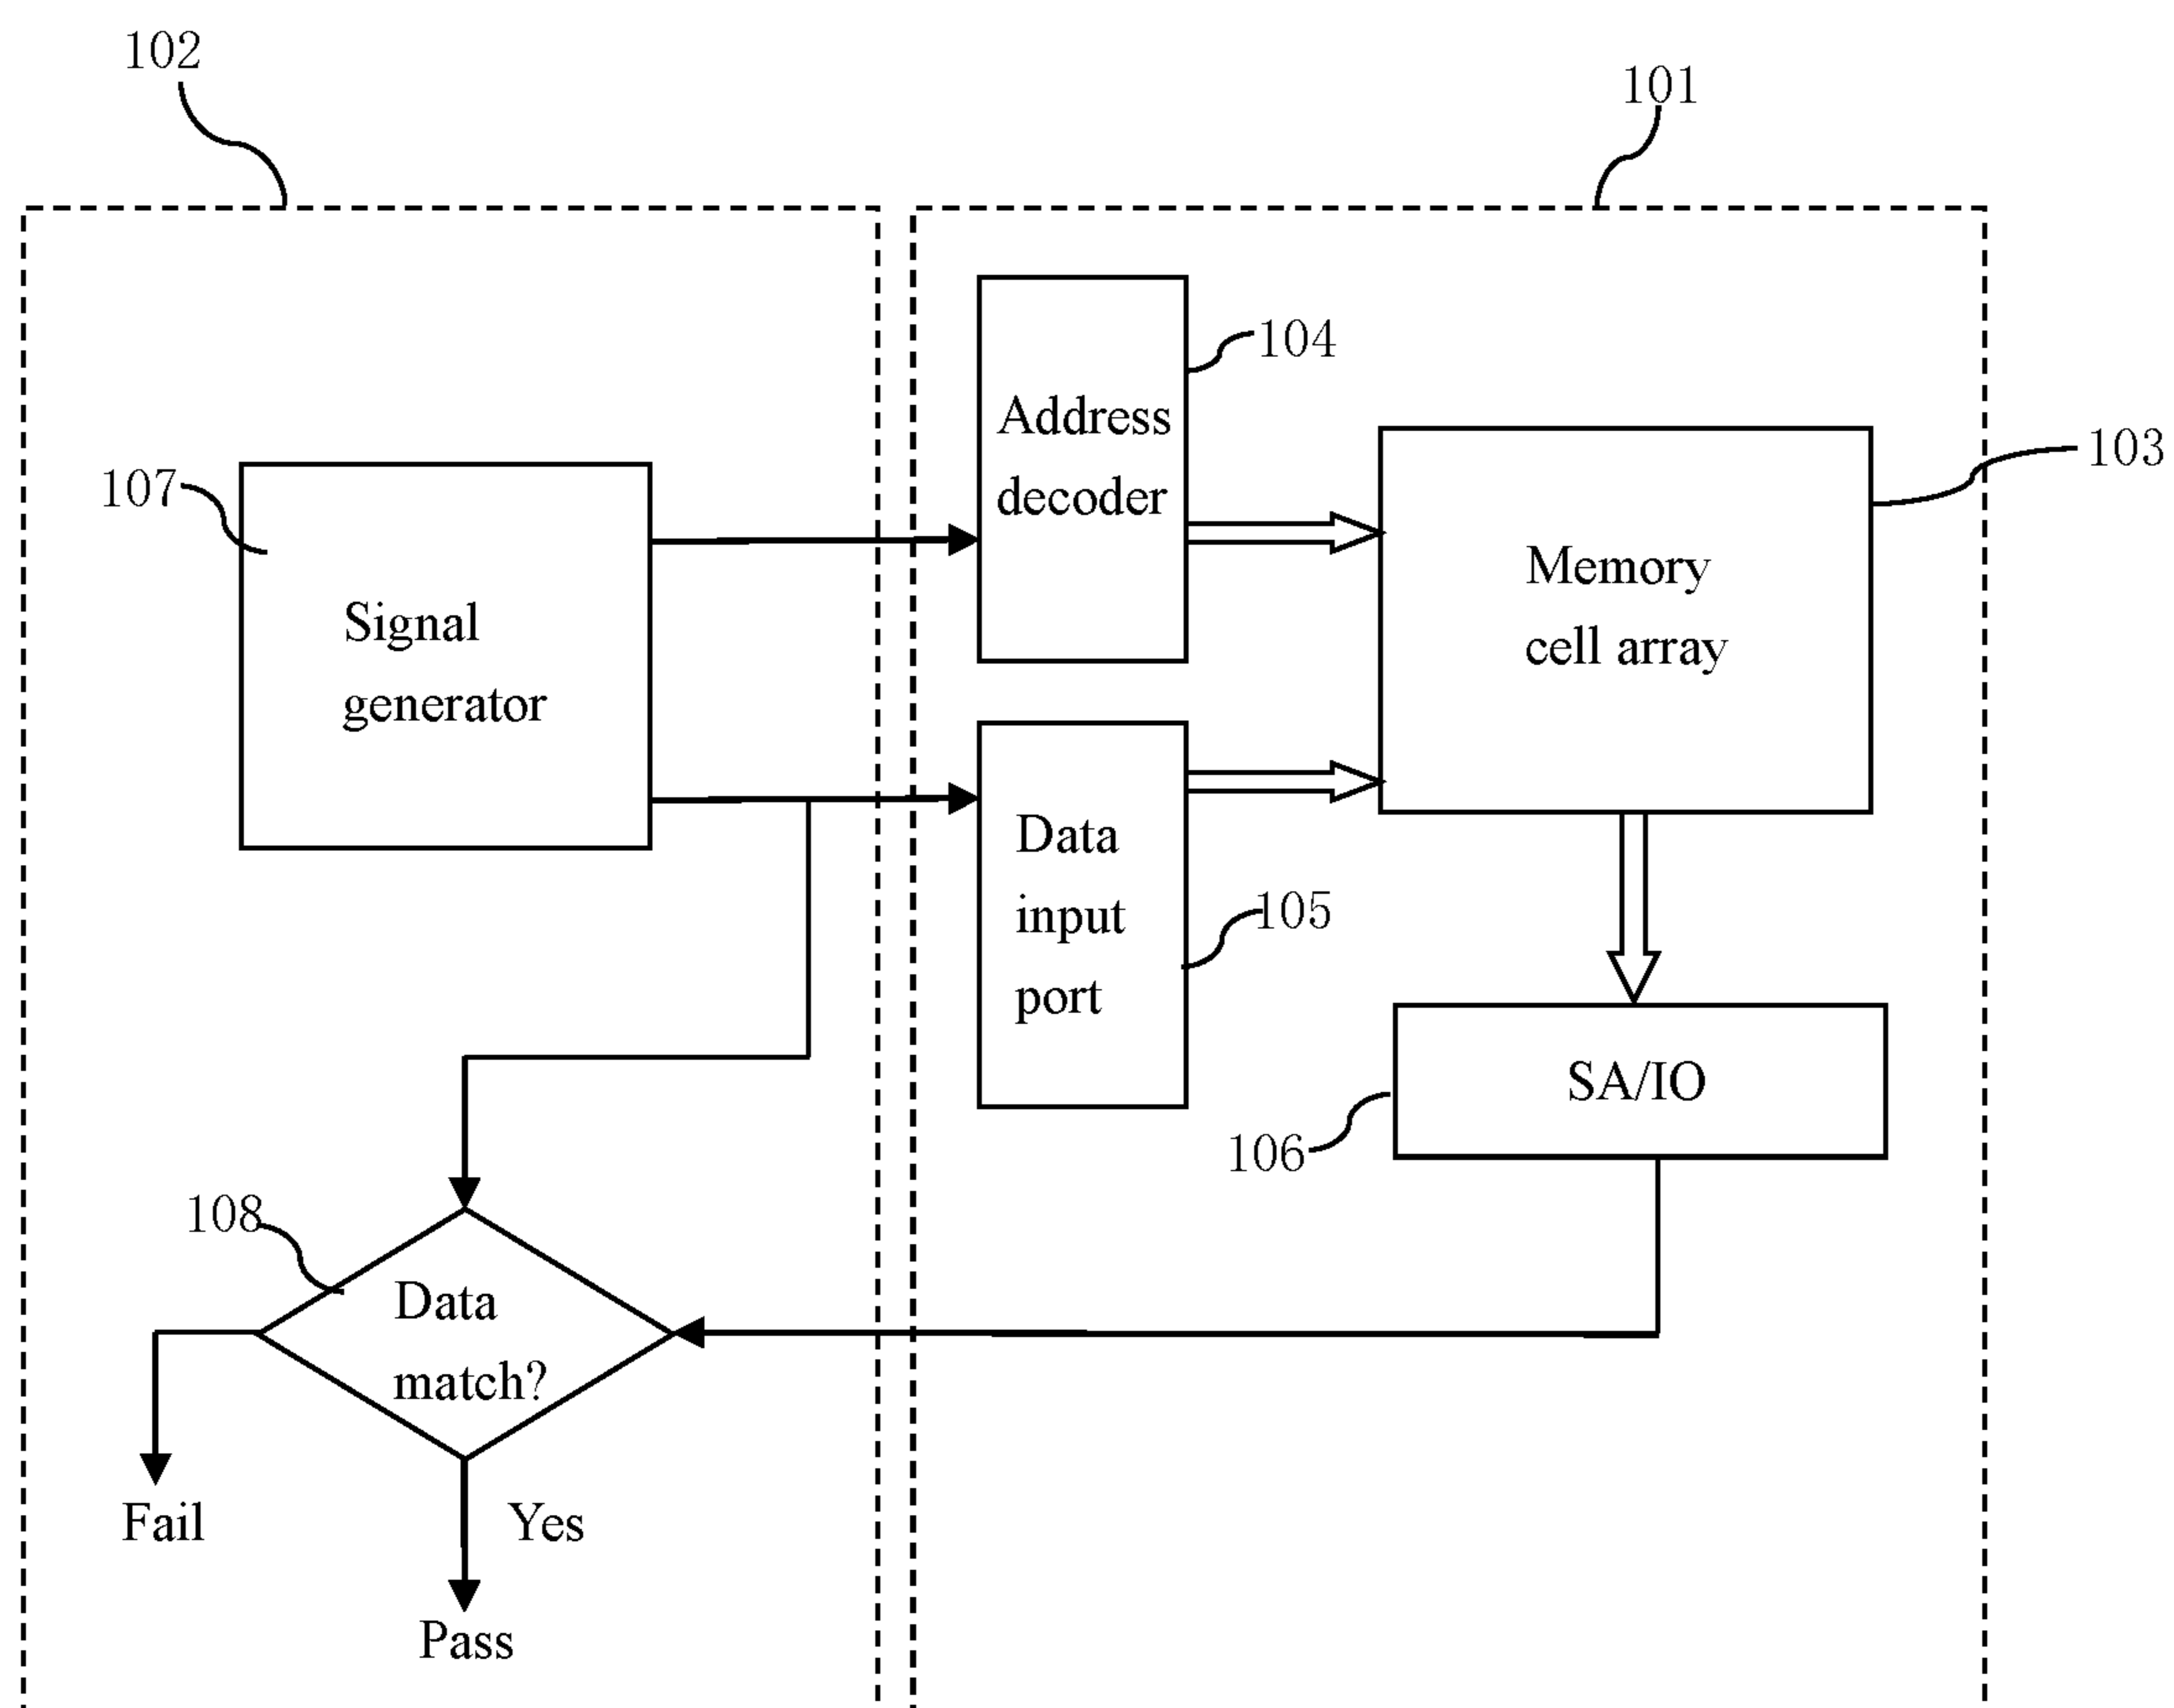 102
101
104
Address
decoder
103
107
Memory
cell array
Signal
generator
Data
input
port
105
SA/IO
106
108
Data
match?
Fail
Yes
Pass